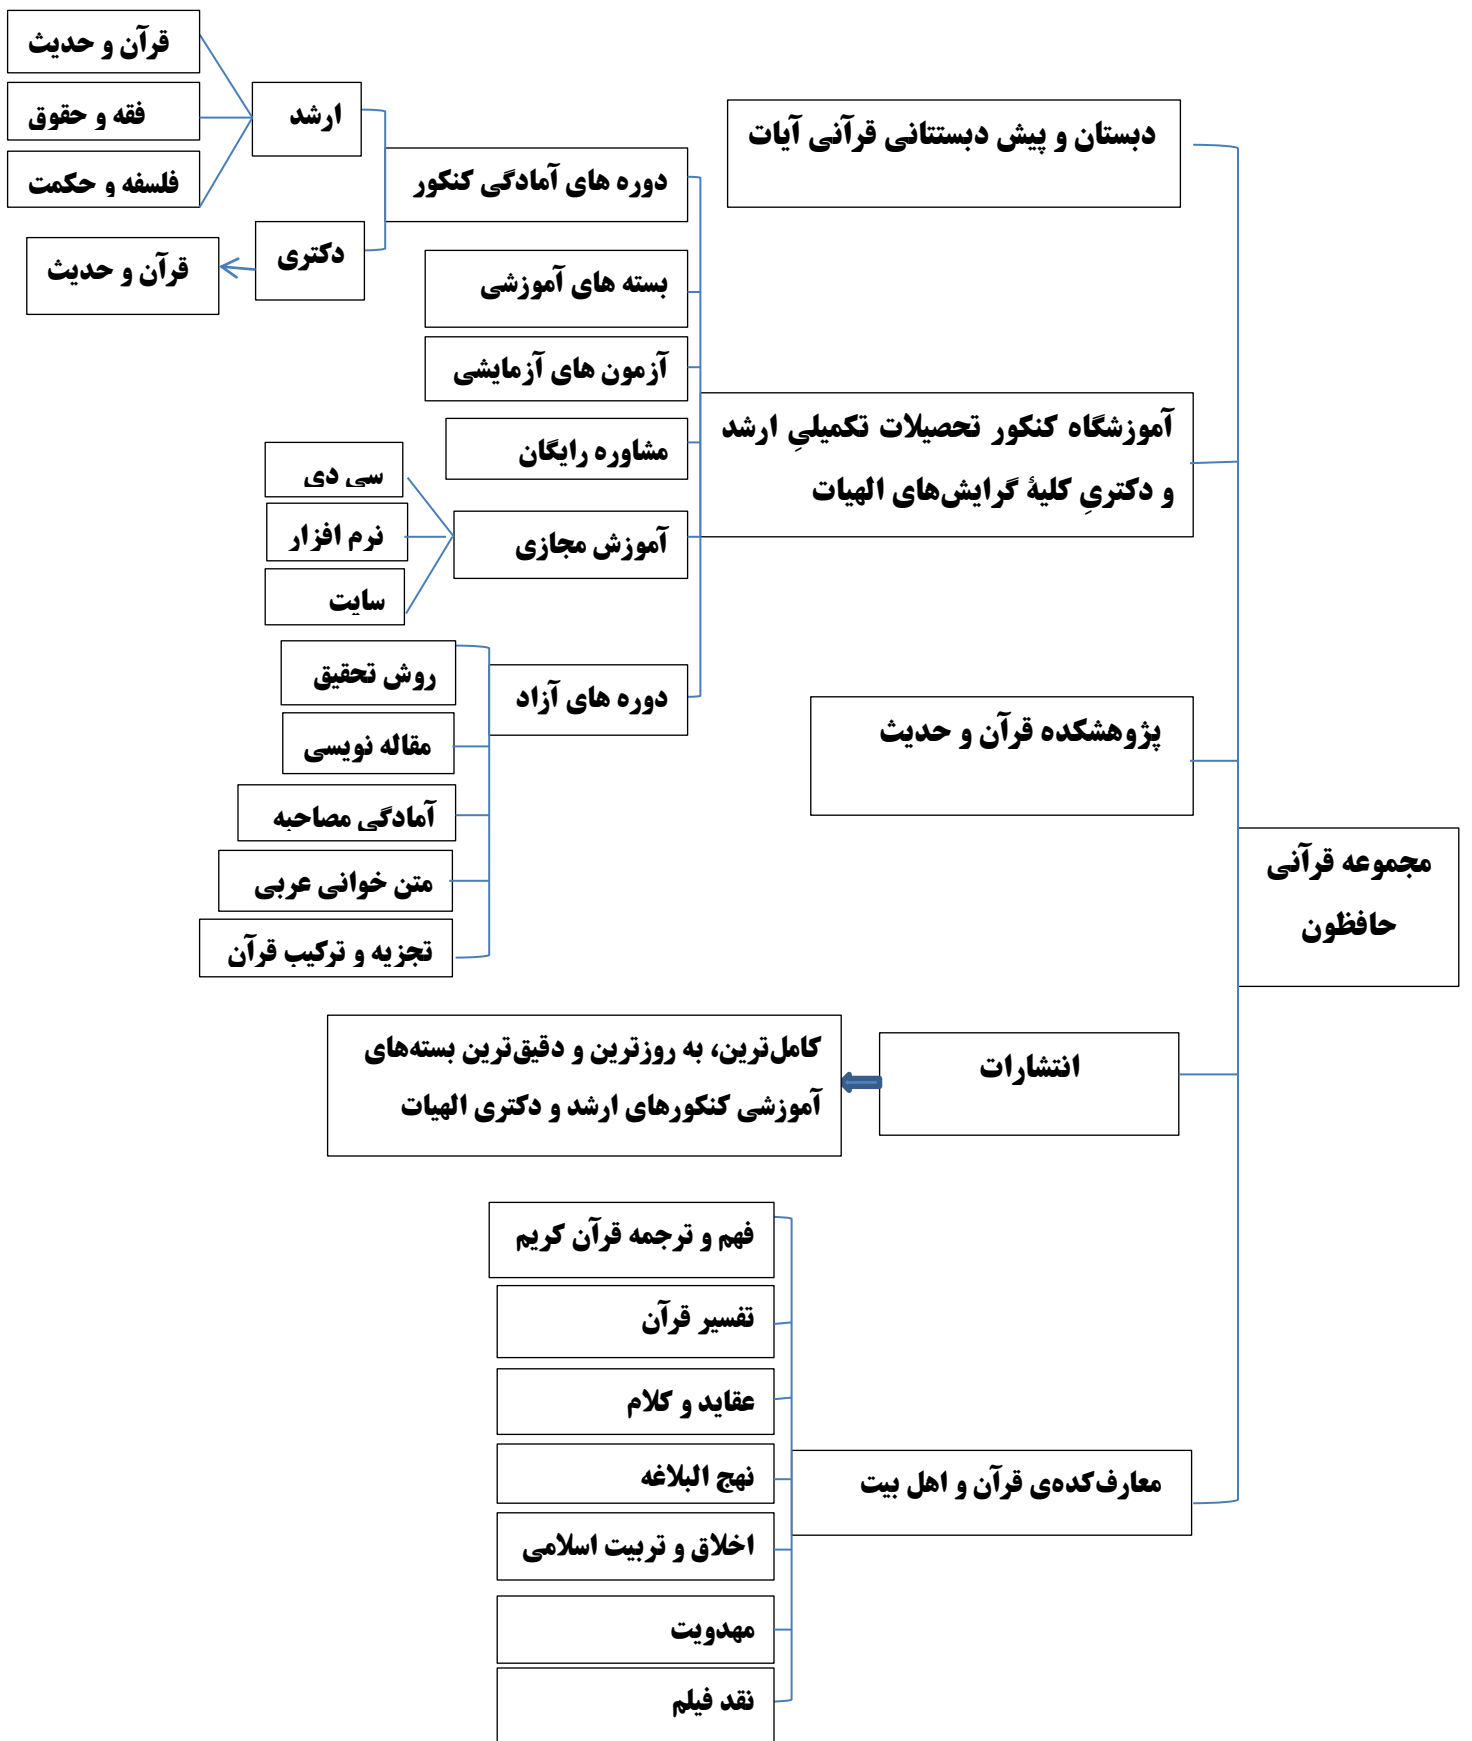 مجموعه قرآنی
حافظون
دبستان و پیش دبستتانی قرآنی آیات
آموزشگاه کنکور تحصیلات تکمیلیِ ارشد
و دکتریِ کلیهٔ گرایش‌های الهیات
دوره های آمادگی کنکور
ارشد
قرآن و حدیث
فقه و حقوق
فلسفه و حکمت
دکتری
قرآن و حدیث
بسته های آموزشی
آزمون های آزمایشی
مشاوره رایگان
آموزش مجازی
سی دی
نرم افزار
سایت
دوره های آزاد
روش تحقیق
مقاله نویسی
آمادگی مصاحبه
متن خوانی عربی
تجزیه و ترکیب قرآن
پژوهشکده قرآن و حدیث
انتشارات
کامل‌ترین، به روزترین و دقیق‌ترین بسته‌های
آموزشی کنکورهای ارشد و دکتری الهیات
معارف‌کده‌ی قرآن و اهل بیت
فهم و ترجمه قرآن کریم
تفسیر قرآن
عقاید و کلام
نهج البلاغه
اخلاق و تربیت اسلامی
مهدویت
نقد فیلم